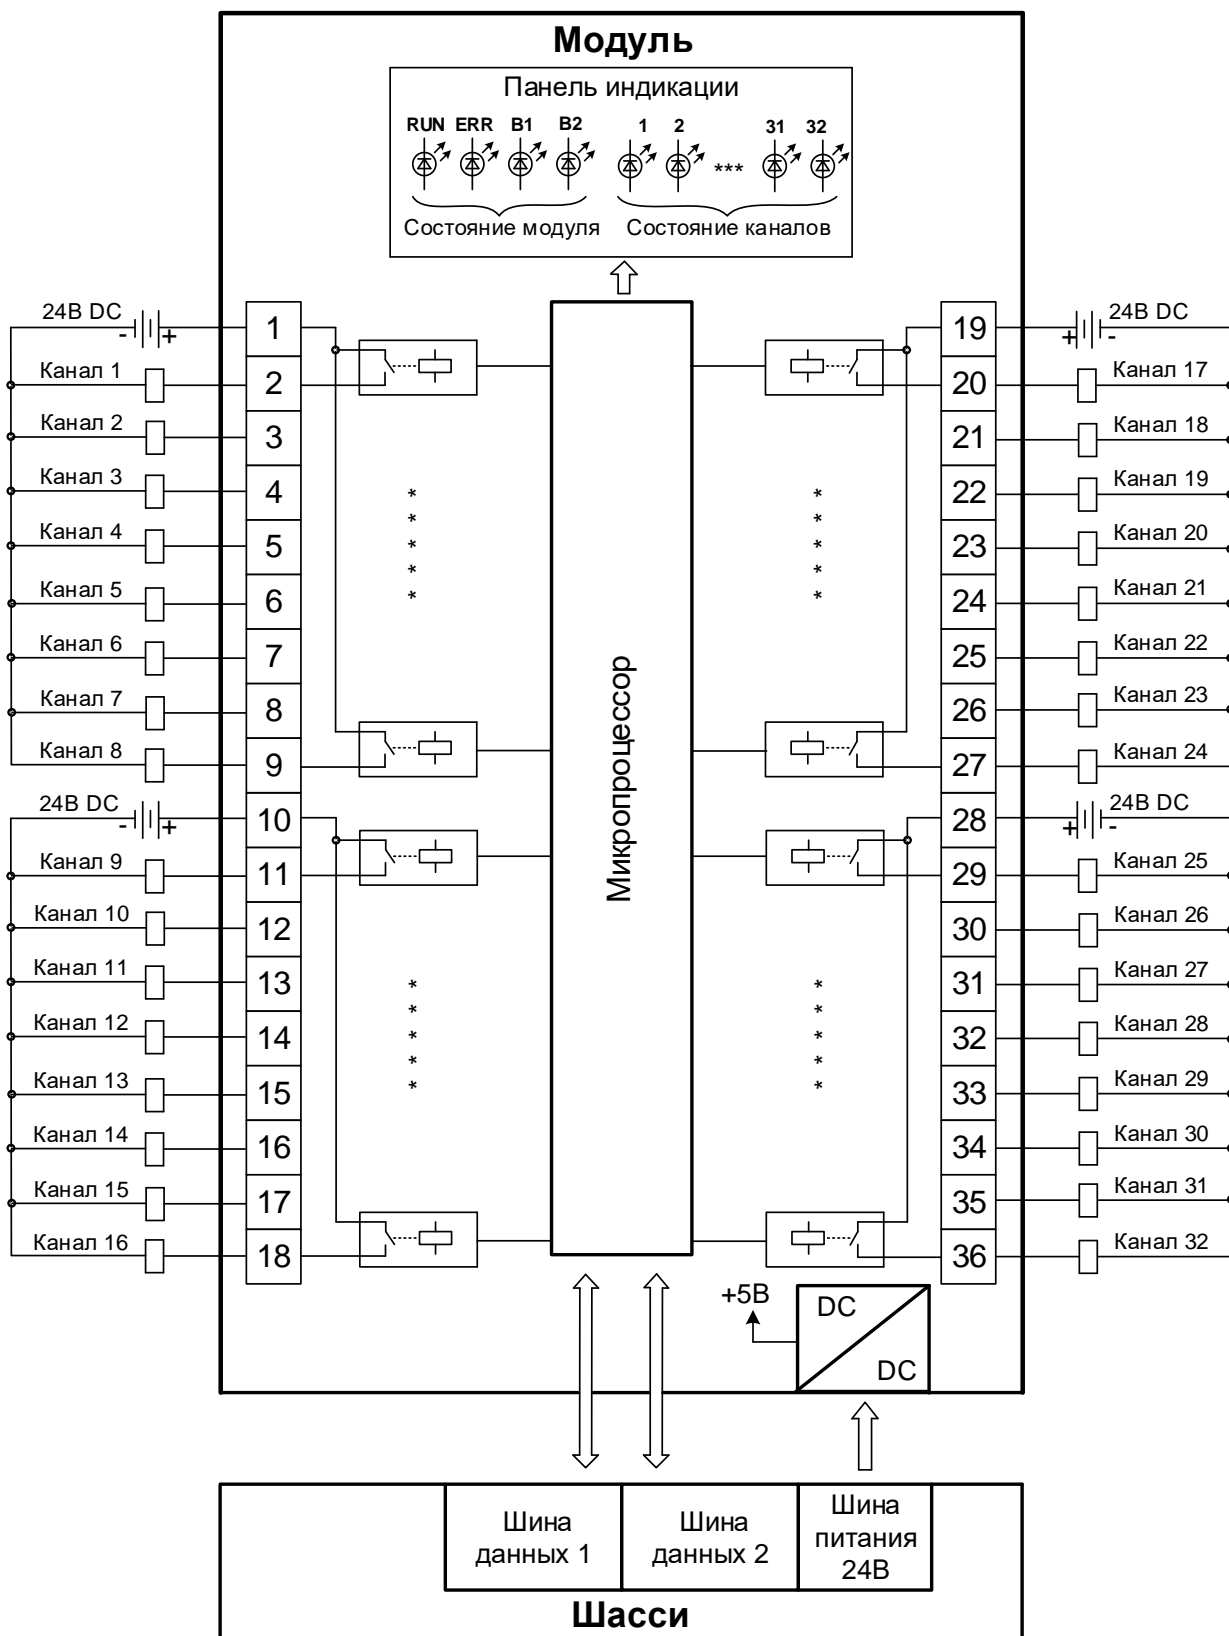 Модуль
Панель индикации
RUN ERR B1 B2 1 2 31 32
***
Состояние модуля Состояние каналов
24В DC
- +
1
Канал 1
2
Канал 2
3
Канал 3
4
Канал 4
5
Канал 5
6
Канал 6
7
Канал 7
8
Канал 8
9
24В DC
- +
10
Канал 9
11
Канал 10
12
Канал 11
13
Канал 12
14
Канал 13
15
Канал 14
16
Канал 15
17
Канал 16
18
*
*
*
*
*
*
*
*
*
*
Микропроцессор
*
*
*
*
*
*
*
*
*
*
19
24В DC
+ -
20
Канал 17
21
Канал 18
22
Канал 19
23
Канал 20
24
Канал 21
25
Канал 22
26
Канал 23
27
Канал 24
28
24В DC
+ -
29
Канал 25
30
Канал 26
31
Канал 27
32
Канал 28
33
Канал 29
34
Канал 30
35
Канал 31
36
Канал 32
+5В
DC
DC
Шина
данных 1
Шина
данных 2
Шина
питания
24В
Шасси